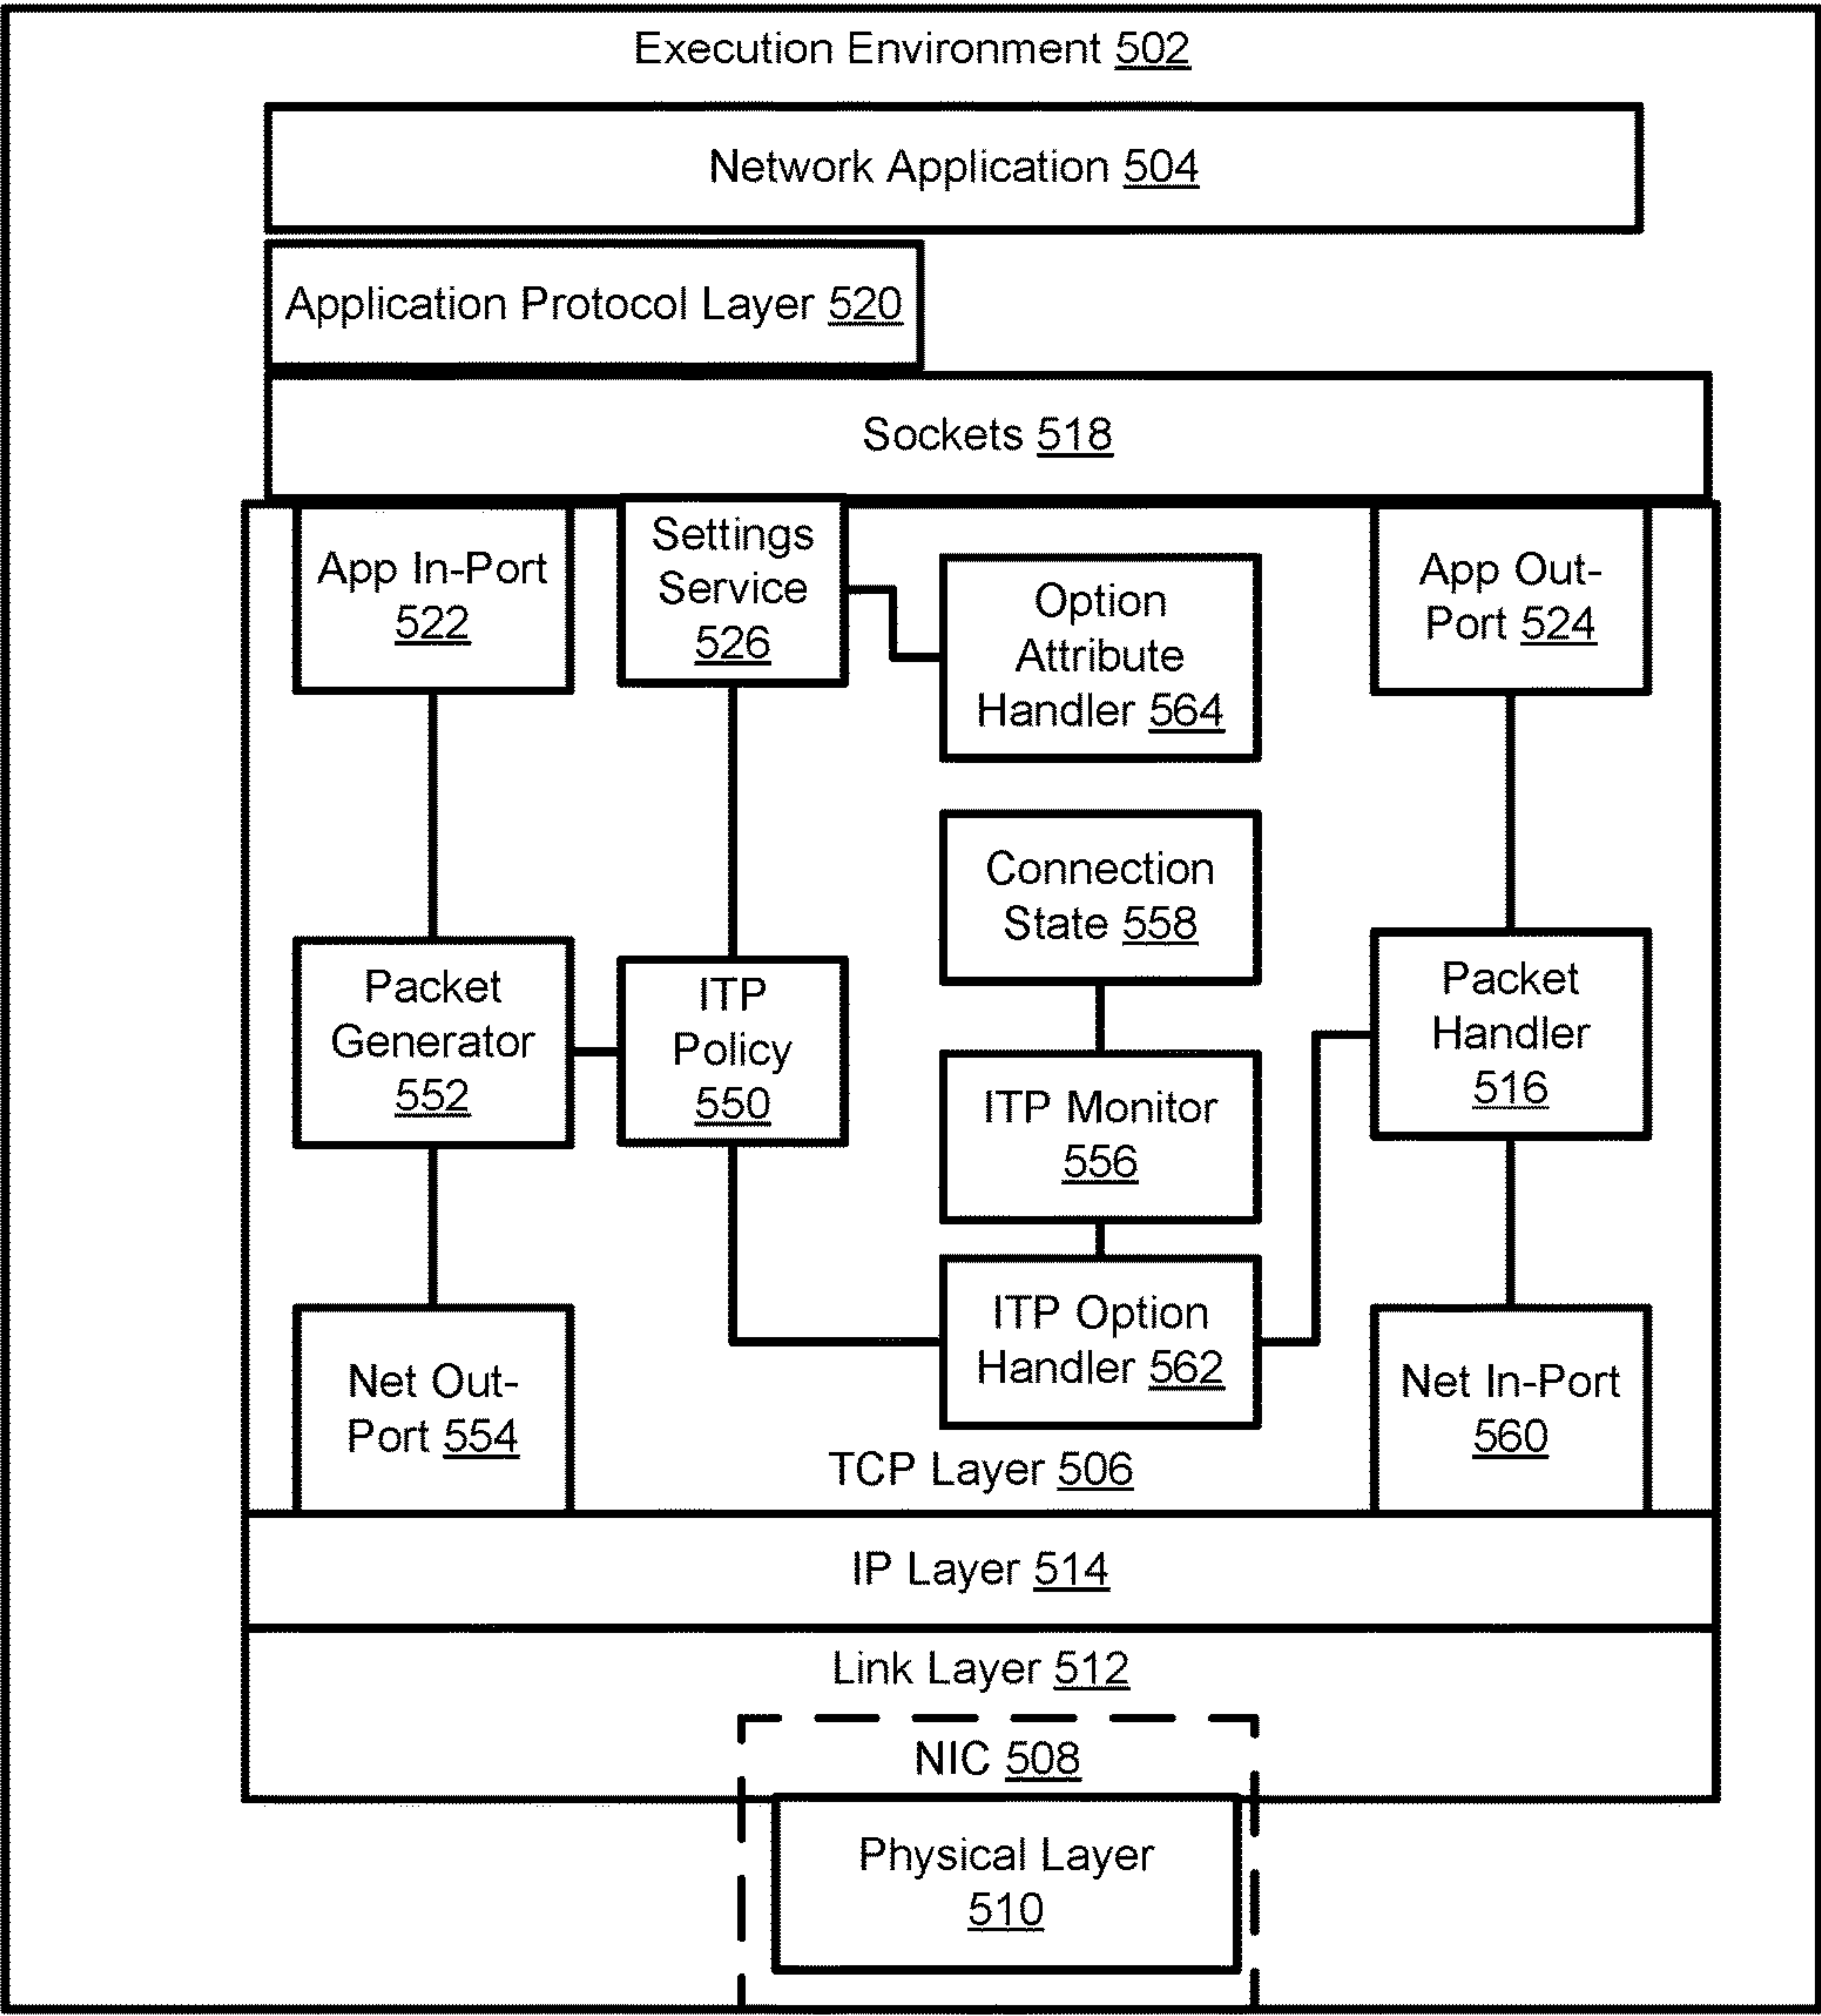 Execution Environment 502
Network Application 504
Application Protocol Layer 520
Sockets 518
App In-Port
522
Settings
Service
526
Option
Attribute
Handler 564
App Out-
Port 524
Connection
State 558
Packet
Generator
552
ITP
Policy
550
ITP Monitor
556
Packet
Handler
516
ITP Option
Handler 562
Net Out-
Port 554
Net In-Port
560
TCP Layer 506
IP Layer 514
Link Layer 512
NIC 508
Physical Layer
510